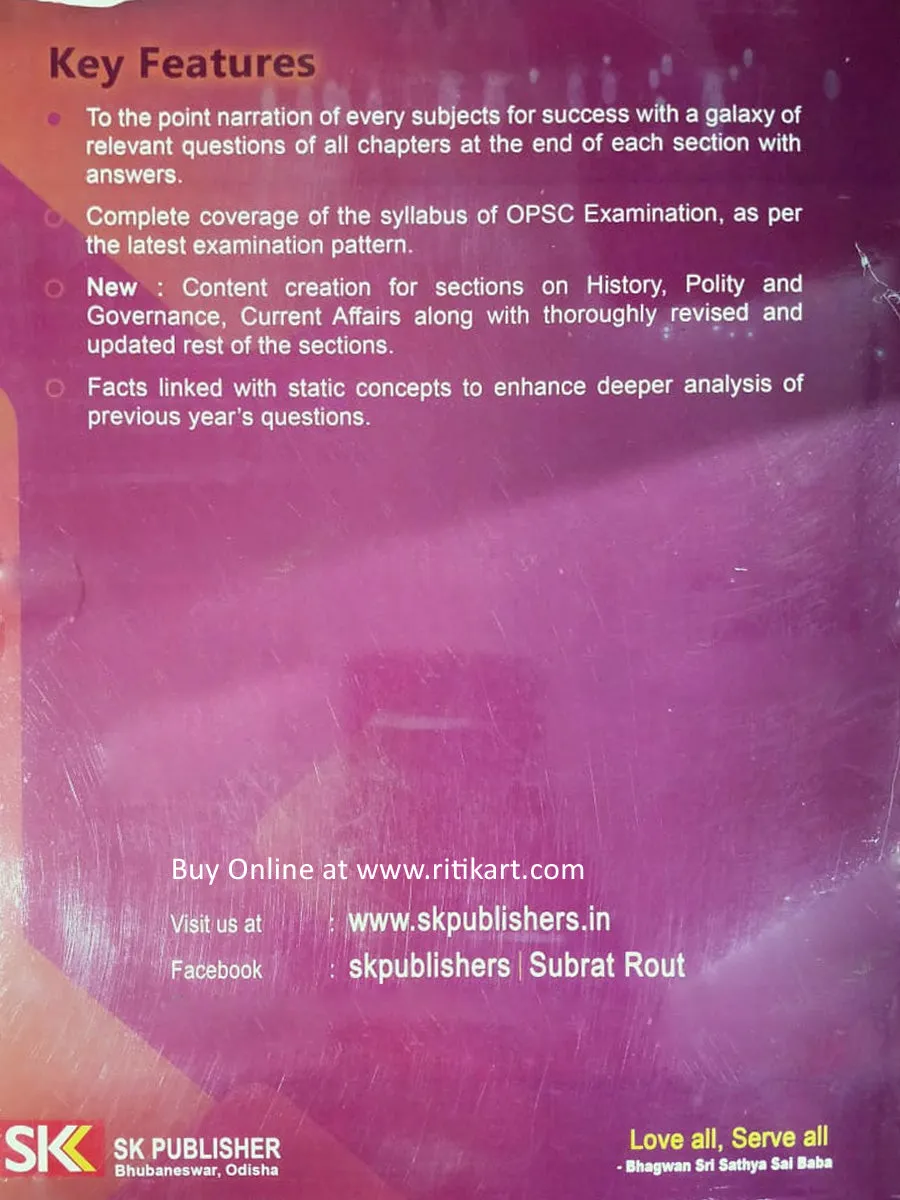 Key Features
To the point narration of every subjects for success with a galaxy of
relevant questions of all chapters at the end of each section with
answers.
Complete coverage of the syllabus of OPSC Examination, as per
the latest examination pattern.
New : Content creation for sections on History, Polity and
Governance, Current Affairs along with thoroughly revised and
updated rest of the sections.
Facts linked with static concepts to enhance deeper analysis of
previous year's questions.
Buy Online at www.ritikart.com
Visit us at : www.skpublishers.in
Facebook : skpublishers | Subrat Rout
SK
SK PUBLISHER
Bhubaneswar, Odisha
Love all, Serve all
- Bhagwan Sri Sathya Sai Baba